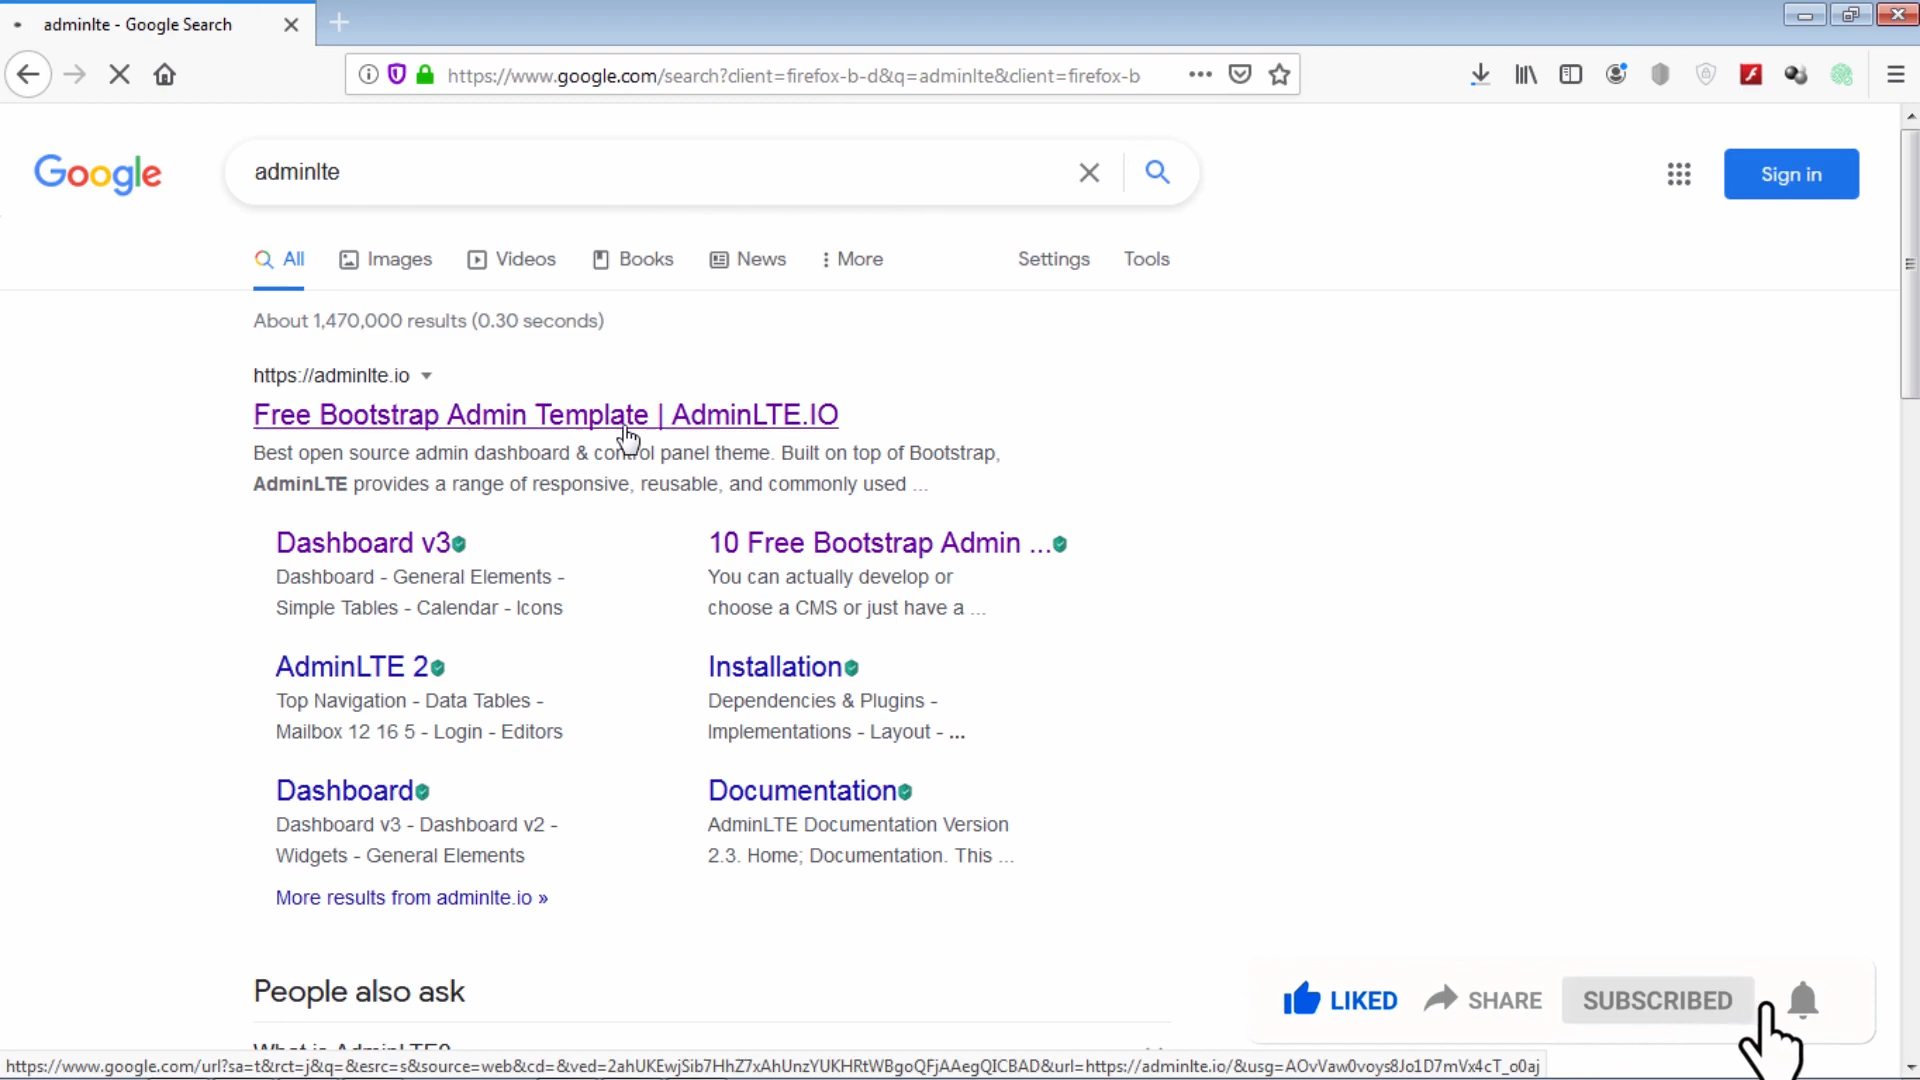 adminlte - Google Search
https://www.google.com/search?client=firefox-b-d&q=adminlte&client=firefox-b
Google
adminlte
Sign in
All
Images
Videos
Books
News
More
Settings
Tools
About 1,470,000 results (0.30 seconds)
https://adminlte.io
Free Bootstrap Admin Template | AdminLTE.IO
Best open source admin dashboard & control panel theme. Built on top of Bootstrap,
AdminLTE provides a range of responsive, reusable, and commonly used ...
Dashboard v3
Dashboard - General Elements -
Simple Tables - Calendar - Icons
10 Free Bootstrap Admin ...
You can actually develop or
choose a CMS or just have a ...
AdminLTE 2
Top Navigation - Data Tables -
Mailbox 12 16 5 - Login - Editors
Installation
Dependencies & Plugins -
Implementations - Layout - ...
Dashboard
Dashboard v3 - Dashboard v2 -
Widgets - General Elements
Documentation
AdminLTE Documentation Version
2.3. Home; Documentation. This ...
More results from adminlte.io »
People also ask
What is AdminLTE?
LIKED
SHARE
SUBSCRIBED
https://www.google.com/url?sa=t&rct=j&q=&esrc=s&source=web&cd=&ved=2ahUKEwjSib7HhZ7xAhUnzYUKHRtWBgoQFjAAegQICBAD&url=https://adminlte.io/&usg=AOvVaw0voys8Jo1D7mVx4cT_o0aj